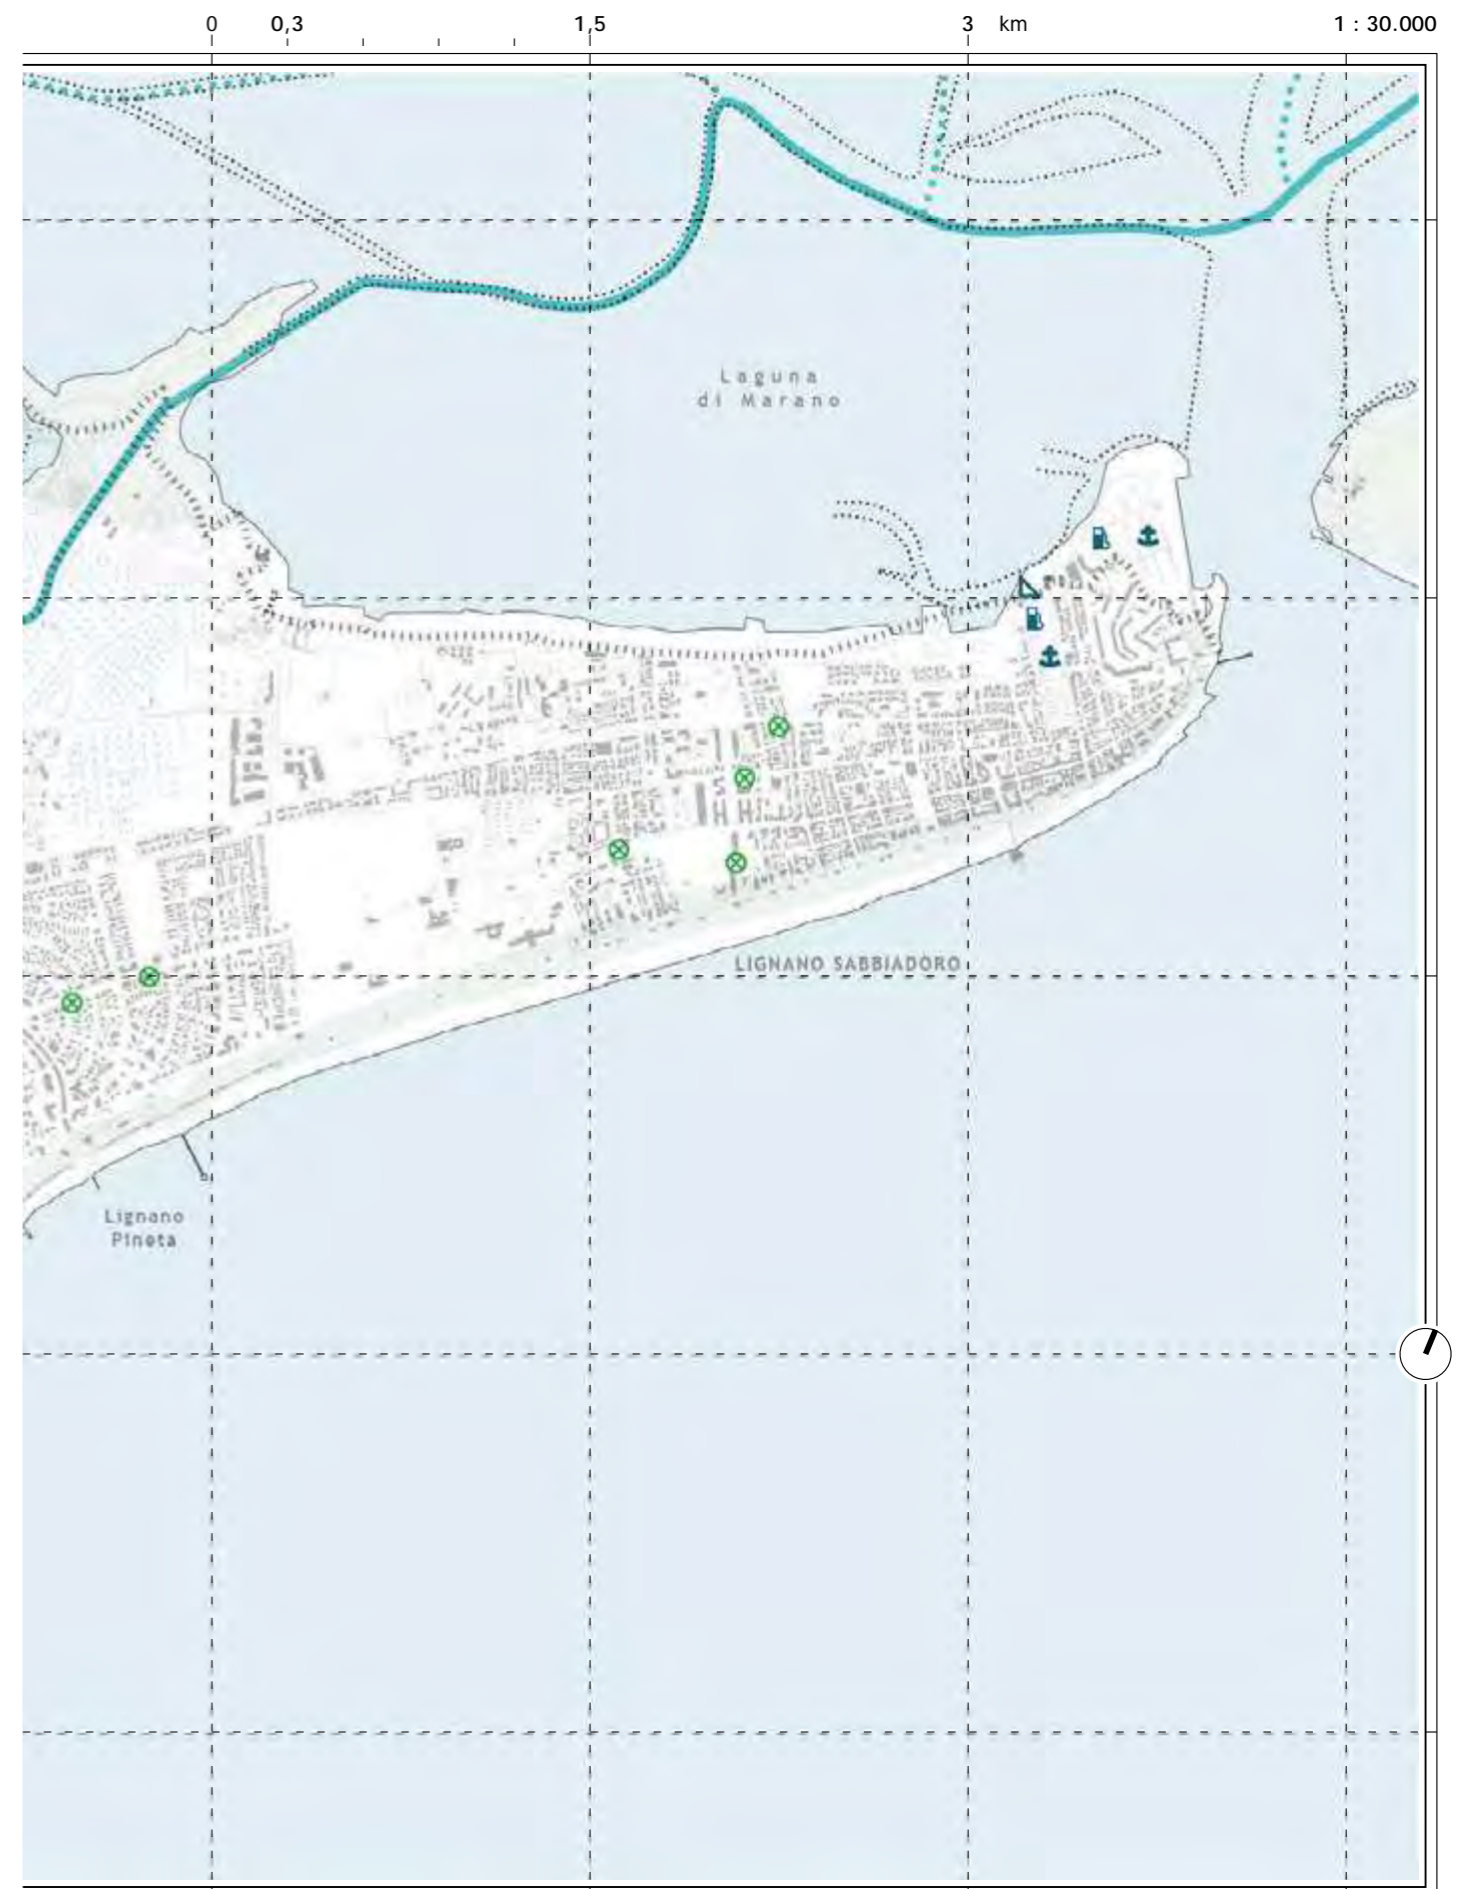 0 0,3 1,5 3 km 1 : 30.000
Laguna
di Marano
LIGNANO SABBIADORO
Lignano
Pineta